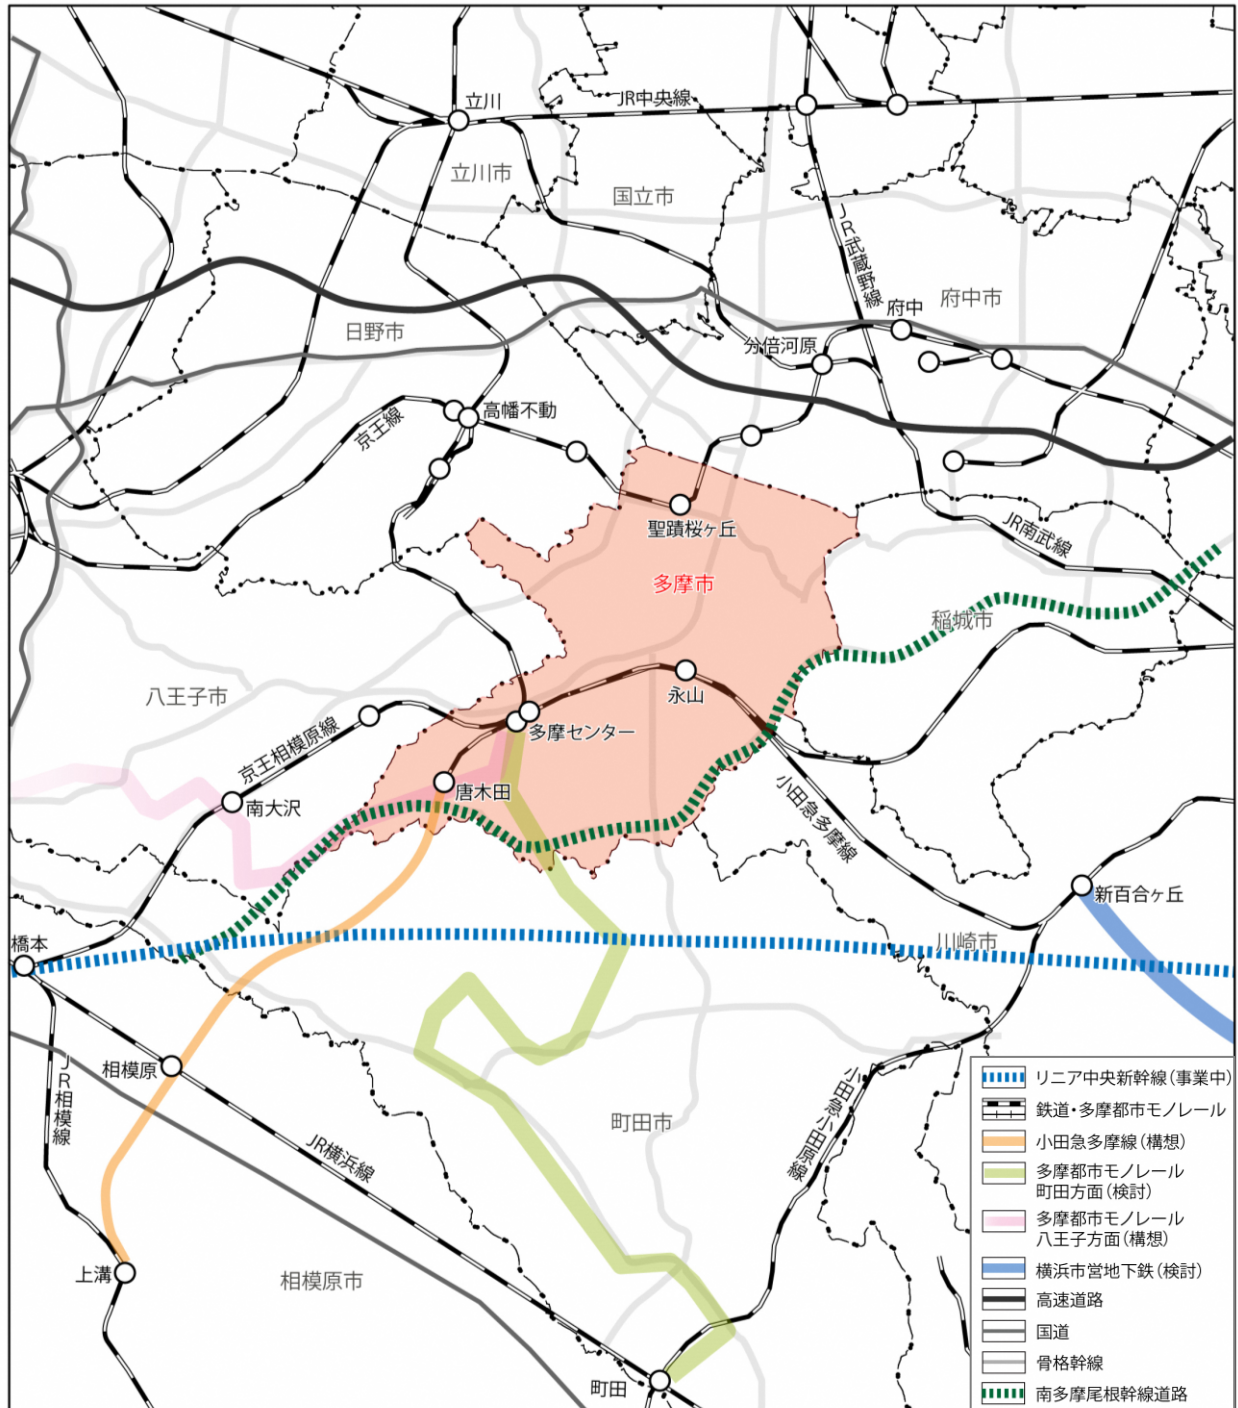 立川
JR中央線
立川市
国立市
JR武蔵野線
府中市
府中
日野市
分倍河原
高幡不動
京王線
聖蹟桜ヶ丘
JR南武線
多摩市
稲城市
八王子市
永山
京王相模原線
多摩センター
唐木田
南大沢
小田急多摩線
新百合ヶ丘
橋本
川崎市
相模原
JR相模線
小田急小田原線
町田市
JR横浜線
上溝
相模原市
町田
リニア中央新幹線(事業中)
鉄道・多摩都市モノレール
小田急多摩線(構想)
多摩都市モノレール
町田方面(検討)
多摩都市モノレール
八王子方面(構想)
横浜市営地下鉄(検討)
高速道路
国道
骨格幹線
南多摩尾根幹線道路